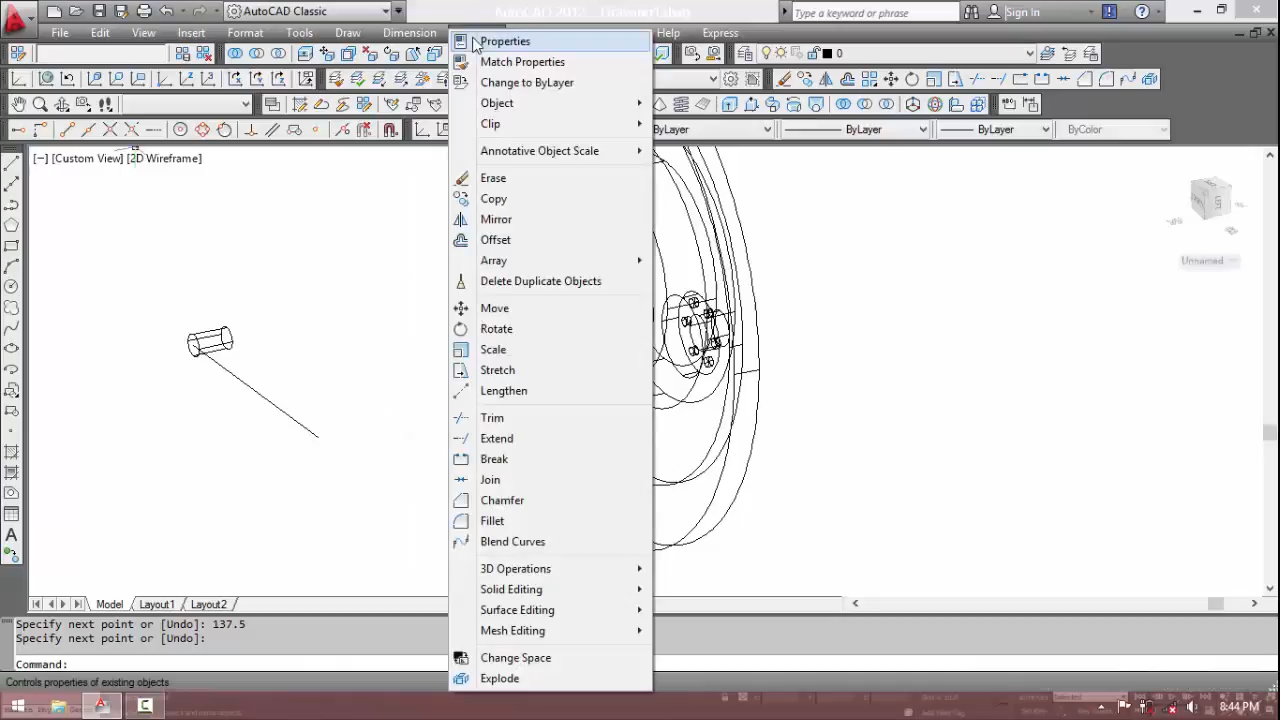 AutoCAD Classic
AutoCAD 2012
Type a keyword or phrase
Sign In
File Edit View Insert Format Tools Draw Dimension Help Express
0
ByLayer ByLayer ByLayer ByColor
[−] [Custom View] [2D Wireframe]
Properties
Match Properties
Change to ByLayer
Object
Clip
Annotative Object Scale
Erase
Copy
Mirror
Offset
Array
Delete Duplicate Objects
Move
Rotate
Scale
Stretch
Lengthen
Trim
Extend
Break
Join
Chamfer
Fillet
Blend Curves
3D Operations
Solid Editing
Surface Editing
Mesh Editing
Change Space
Explode
LEFT
Unnamed
Model Layout1 Layout2
Specify next point or [Undo]: 137.5
Specify next point or [Undo]:
Command:
Controls properties of existing objects
8:44 PM